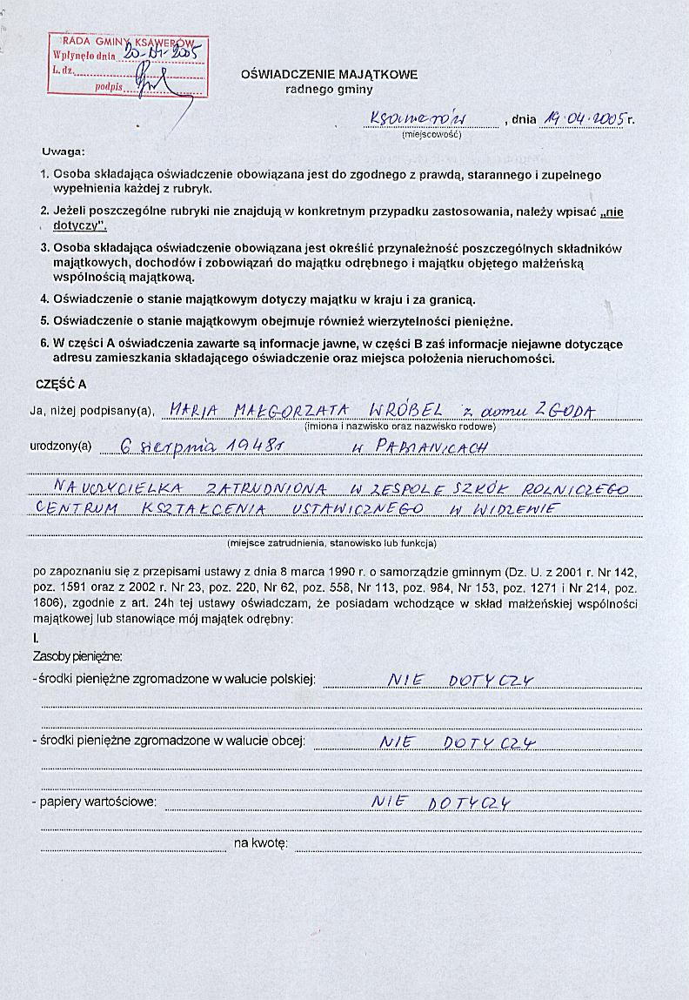 RADA GMINY KSAWERÓW
Wpłynęło dnia 20-04-2005
L. dz.
podpis
OŚWIADCZENIE MAJĄTKOWE
radnego gminy
Ksawerów , dnia 19.04.2005 r.
(miejscowość)
Uwaga:
1. Osoba składająca oświadczenie obowiązana jest do zgodnego z prawdą, starannego i zupełnego
wypełnienia każdej z rubryk.
2. Jeżeli poszczególne rubryki nie znajdują w konkretnym przypadku zastosowania, należy wpisać „nie
dotyczy".
3. Osoba składająca oświadczenie obowiązana jest określić przynależność poszczególnych składników
majątkowych, dochodów i zobowiązań do majątku odrębnego i majątku objętego małżeńską
wspólnością majątkową.
4. Oświadczenie o stanie majątkowym dotyczy majątku w kraju i za granicą.
5. Oświadczenie o stanie majątkowym obejmuje również wierzytelności pieniężne.
6. W części A oświadczenia zawarte są informacje jawne, w części B zaś informacje niejawne dotyczące
adresu zamieszkania składającego oświadczenie oraz miejsca położenia nieruchomości.
CZĘŚĆ A
Ja, niżej podpisany(a), MARIA MAŁGORZATA WRÓBEL z domu ZGODA
(imiona i nazwisko oraz nazwisko rodowe)
urodzony(a) 6 sierpnia 1948r w PABIANICACH
NAUCZYCIELKA ZATRUDNIONA W ZESPOLE SZKÓŁ ROLNICZEGO
CENTRUM KSZTAŁCENIA USTAWICZNEGO W WIDZEWIE
(miejsce zatrudnienia, stanowisko lub funkcja)
po zapoznaniu się z przepisami ustawy z dnia 8 marca 1990 r. o samorządzie gminnym (Dz. U. z 2001 r. Nr 142,
poz. 1591 oraz z 2002 r. Nr 23, poz. 220, Nr 62, poz. 558, Nr 113, poz. 984, Nr 153, poz. 1271 i Nr 214, poz.
1806), zgodnie z art. 24h tej ustawy oświadczam, że posiadam wchodzące w skład małżeńskiej wspólności
majątkowej lub stanowiące mój majątek odrębny:
I.
Zasoby pieniężne:
- środki pieniężne zgromadzone w walucie polskiej: NIE DOTYCZY
- środki pieniężne zgromadzone w walucie obcej: NIE DOTYCZY
- papiery wartościowe: NIE DOTYCZY
na kwotę: